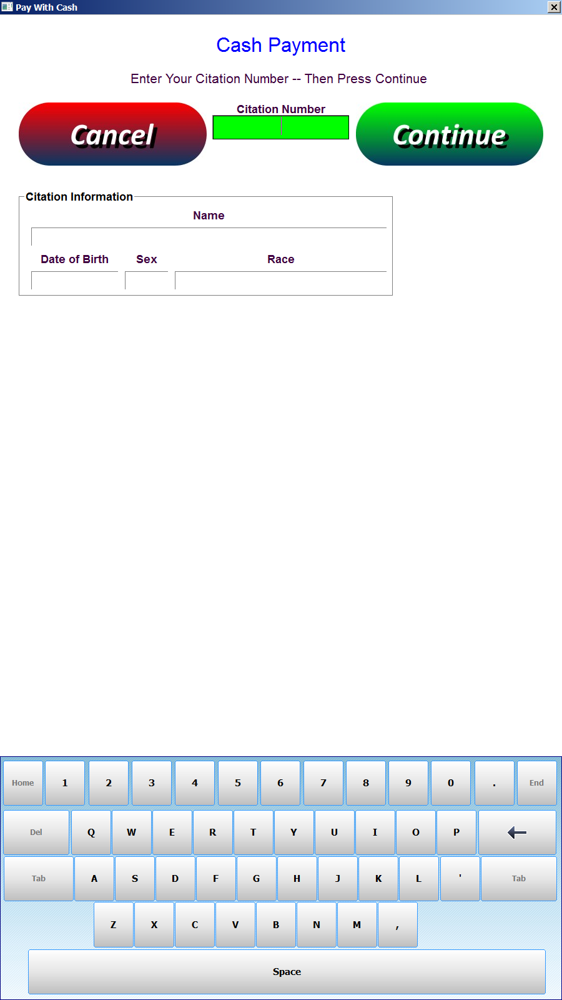 Pay With Cash
Cash Payment
Enter Your Citation Number -- Then Press Continue
Cancel
Citation Number
Continue
Citation Information
Name
Date of Birth Sex Race
Home 1 2 3 4 5 6 7 8 9 0 . End
Del Q W E R T Y U I O P
Tab A S D F G H J K L ' Tab
Z X C V B N M ,
Space